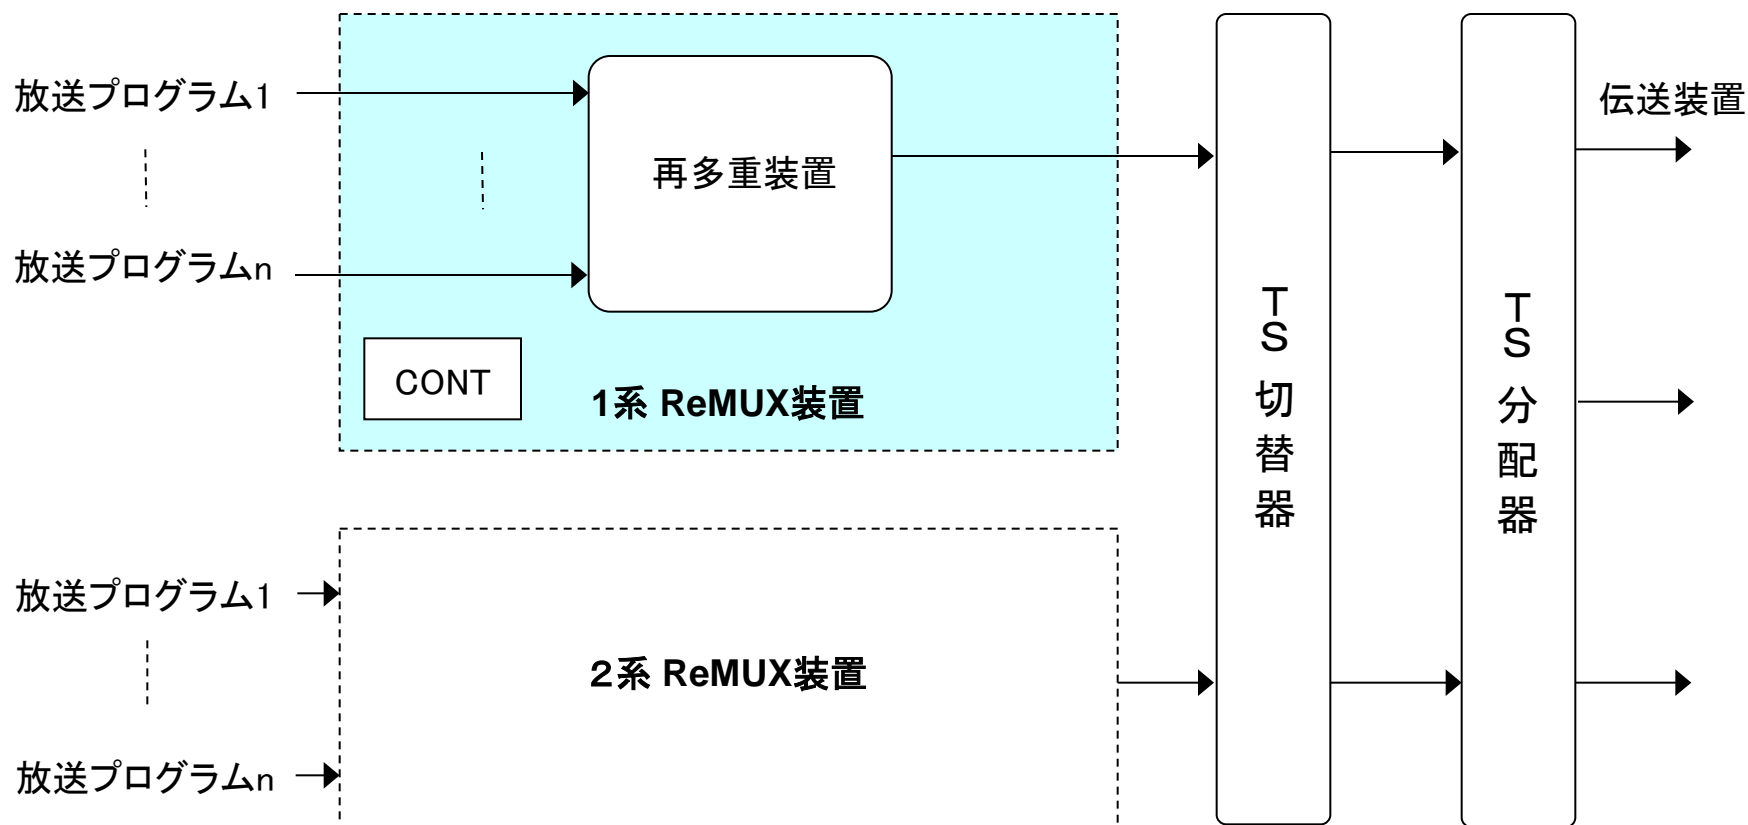 放送プログラム1
放送プログラムn
再多重装置
CONT
1系 ReMUX装置
放送プログラム1
放送プログラムn
2系 ReMUX装置
TS切替器
TS分配器
伝送装置